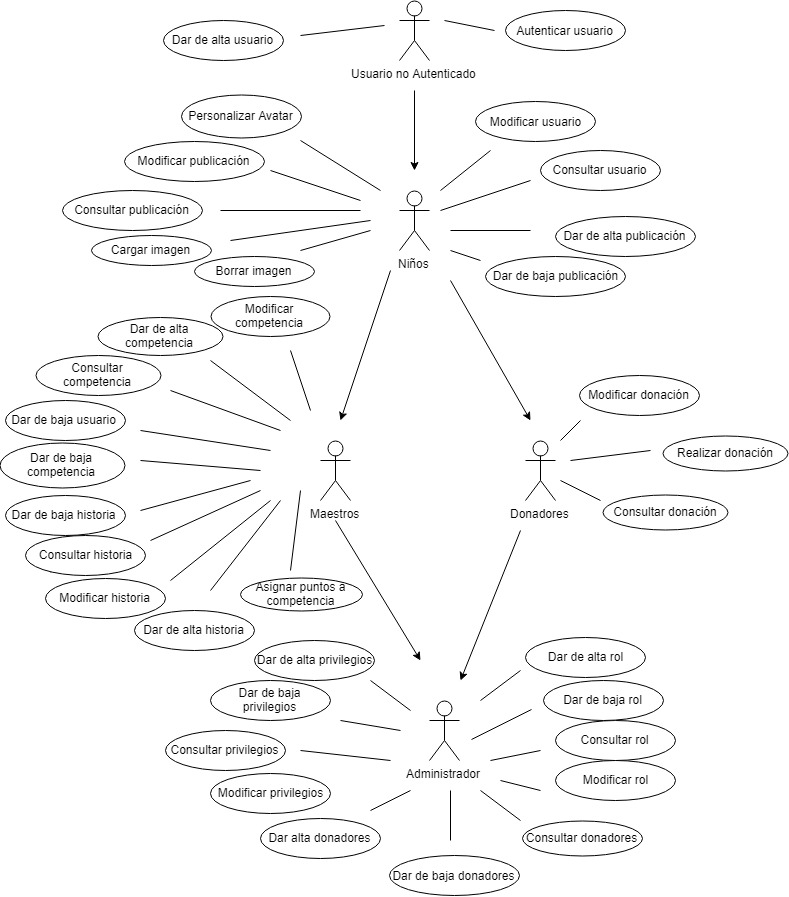 Dar de alta usuario
Autenticar usuario
Usuario no Autenticado
Personalizar Avatar
Modificar usuario
Modificar publicación
Consultar usuario
Consultar publicación
Dar de alta publicación
Cargar imagen
Borrar imagen
Niños
Dar de baja publicación
Modificar
competencia
Dar de alta
competencia
Consultar
competencia
Modificar donación
Dar de baja usuario
Dar de baja
competencia
Realizar donación
Dar de baja historia
Maestros
Donadores
Consultar donación
Consultar historia
Modificar historia
Asignar puntos a
competencia
Dar de alta historia
Dar de alta privilegios
Dar de alta rol
Dar de baja
privilegios
Dar de baja rol
Consultar privilegios
Consultar rol
Administrador
Modificar rol
Modificar privilegios
Dar alta donadores
Consultar donadores
Dar de baja donadores